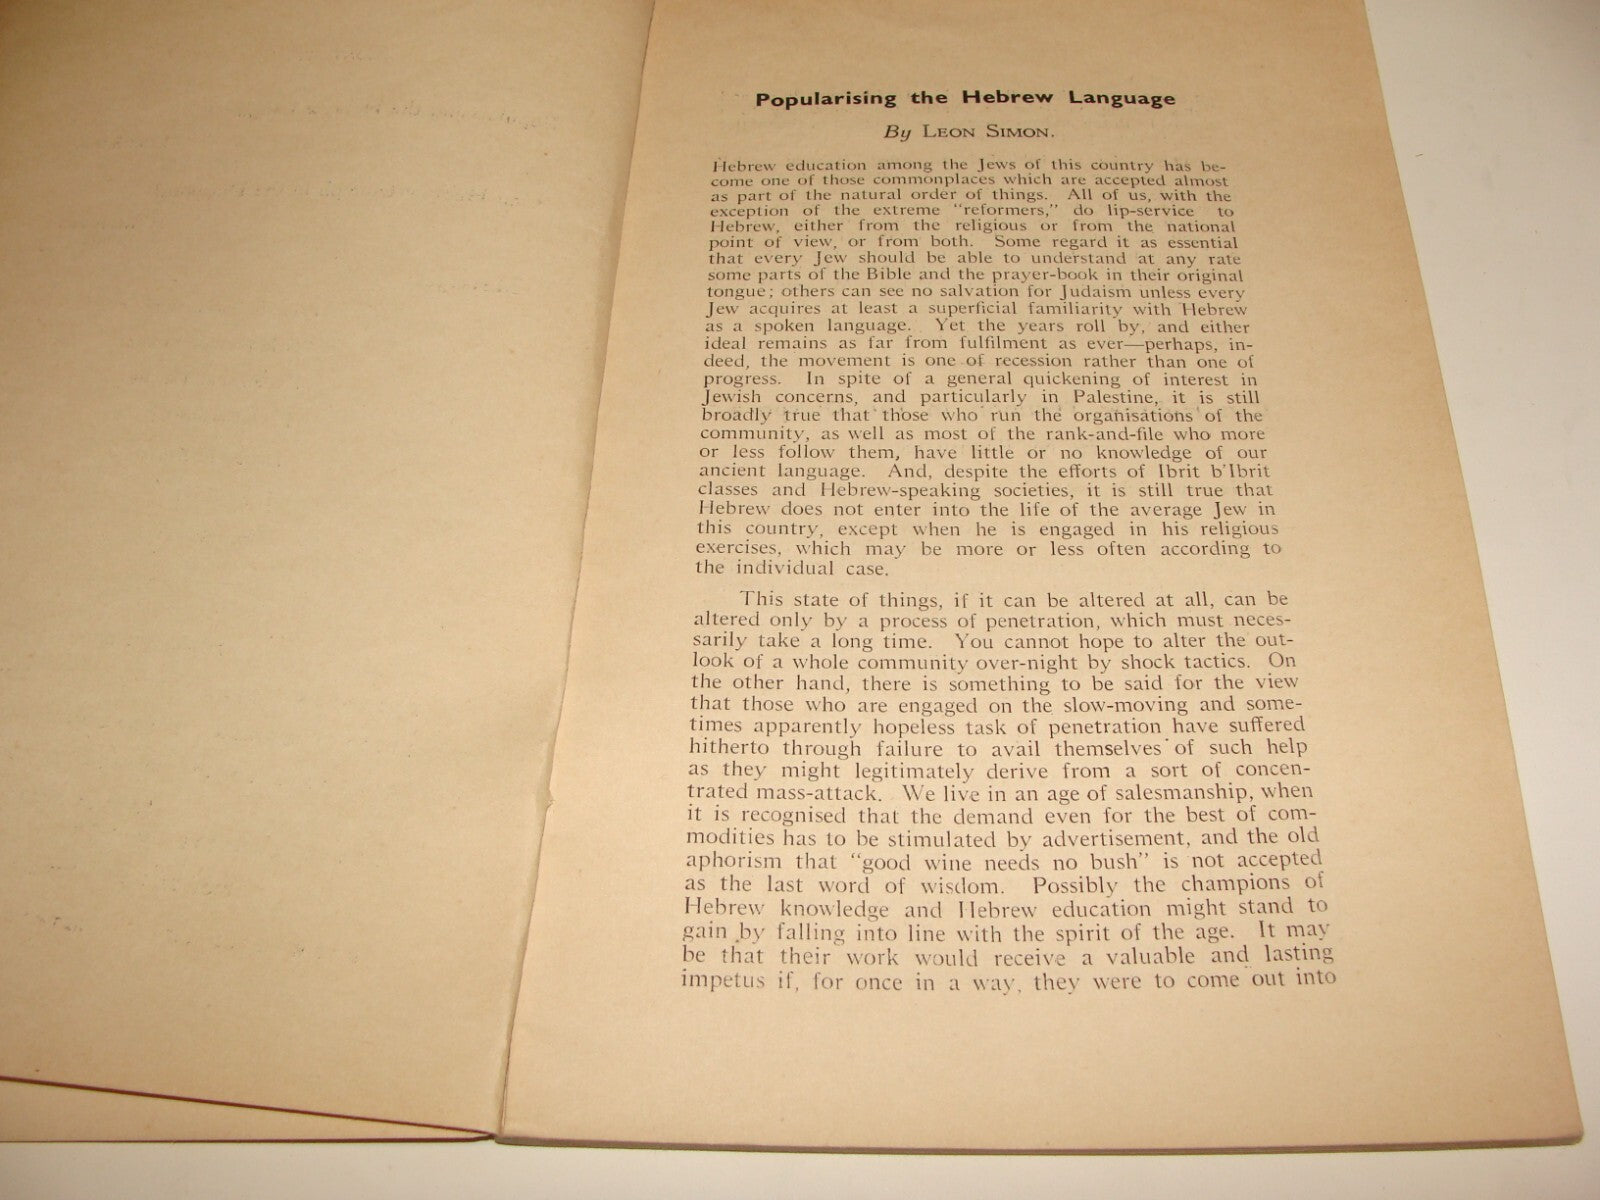 Popularising the Hebrew Language
By LEON SIMON.
Hebrew education among the Jews of this country has be-
come one of those commonplaces which are accepted almost
as part of the natural order of things. All of us, with the
exception of the extreme "reformers," do lip-service to
Hebrew, either from the religious or from the national
point of view, or from both. Some regard it as essential
that every Jew should be able to understand at any rate
some parts of the Bible and the prayer-book in their original
tongue; others can see no salvation for Judaism unless every
Jew acquires at least a superficial familiarity with Hebrew
as a spoken language. Yet the years roll by, and either
ideal remains as far from fulfilment as ever—perhaps, in-
deed, the movement is one of recession rather than one of
progress. In spite of a general quickening of interest in
Jewish concerns, and particularly in Palestine, it is still
broadly true that those who run the organisations of the
community, as well as most of the rank-and-file who more
or less follow them, have little or no knowledge of our
ancient language. And, despite the efforts of Ibrit b'Ibrit
classes and Hebrew-speaking societies, it is still true that
Hebrew does not enter into the life of the average Jew in
this country, except when he is engaged in his religious
exercises, which may be more or less often according to
the individual case.
This state of things, if it can be altered at all, can be
altered only by a process of penetration, which must neces-
sarily take a long time. You cannot hope to alter the out-
look of a whole community over-night by shock tactics. On
the other hand, there is something to be said for the view
that those who are engaged on the slow-moving and some-
times apparently hopeless task of penetration have suffered
hitherto through failure to avail themselves of such help
as they might legitimately derive from a sort of concen-
trated mass-attack. We live in an age of salesmanship, when
it is recognised that the demand even for the best of com-
modities has to be stimulated by advertisement, and the old
aphorism that "good wine needs no bush" is not accepted
as the last word of wisdom. Possibly the champions of
Hebrew knowledge and Hebrew education might stand to
gain by falling into line with the spirit of the age. It may
be that their work would receive a valuable and lasting
impetus if, for once in a way, they were to come out into